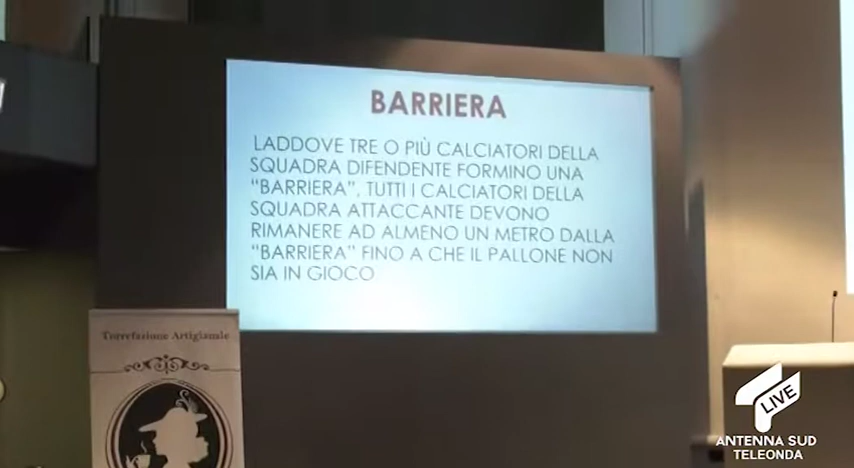 BARRIERA
LADDOVE TRE O PIÙ CALCIATORI DELLA
SQUADRA DIFENDENTE FORMINO UNA
"BARRIERA", TUTTI I CALCIATORI DELLA
SQUADRA ATTACCANTE DEVONO
RIMANERE AD ALMENO UN METRO DALLA
"BARRIERA" FINO A CHE IL PALLONE NON
SIA IN GIOCO
Torrefazione Artigianale
LIVE
ANTENNA SUD
TELEONDA